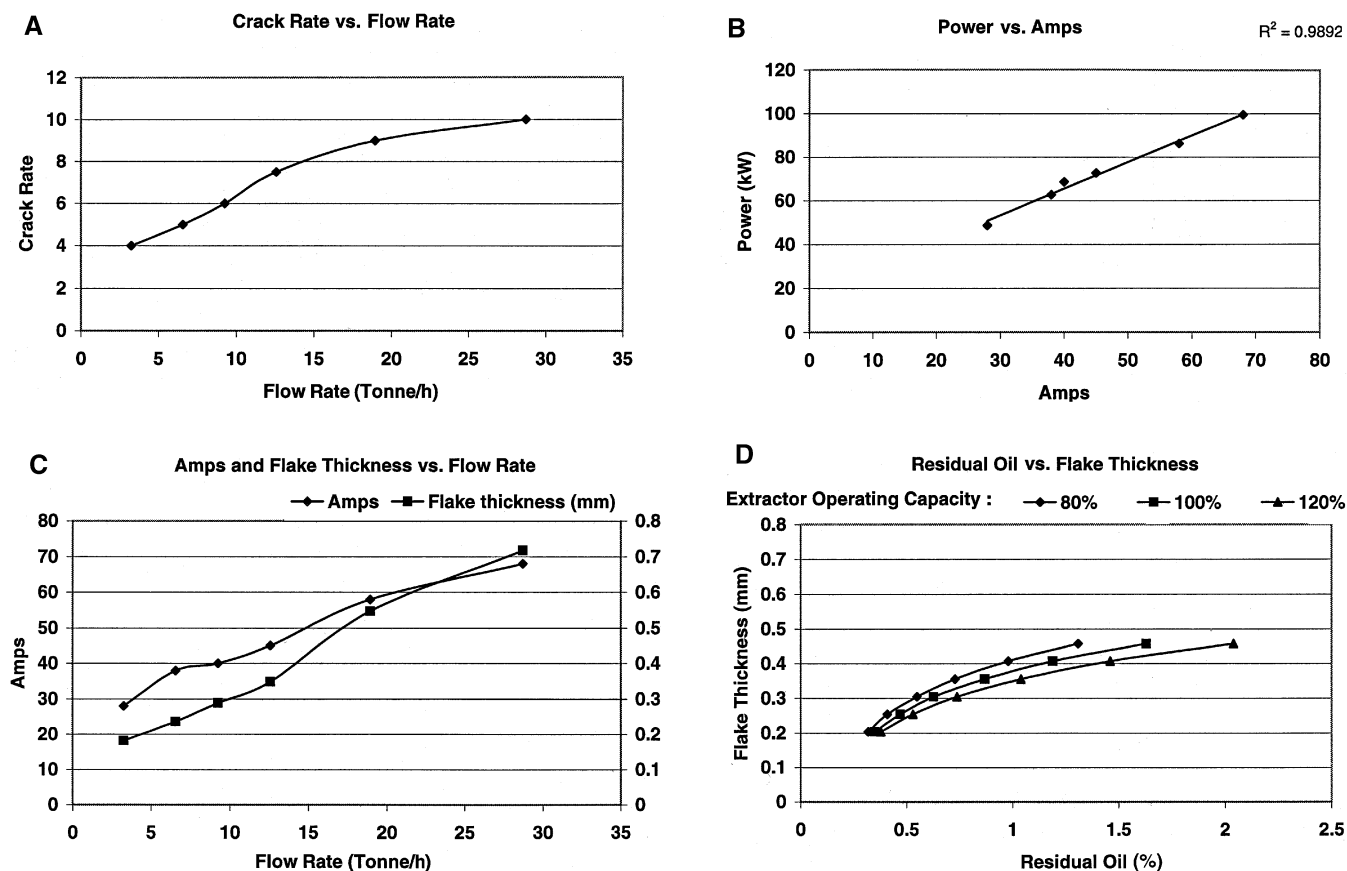 A
Crack Rate vs. Flow Rate
12
10
8
6
4
2
0
Crack Rate
0 5 10 15 20 25 30 35
Flow Rate (Tonne/h)
B
Power vs. Amps
R² = 0.9892
120
100
80
60
40
20
0
Power (kW)
0 10 20 30 40 50 60 70 80
Amps
C
Amps and Flake Thickness vs. Flow Rate
Amps Flake thickness (mm)
80
70
60
50
40
30
20
10
0
Amps
0.8
0.7
0.6
0.5
0.4
0.3
0.2
0.1
0
0 5 10 15 20 25 30 35
Flow Rate (Tonne/h)
D
Residual Oil vs. Flake Thickness
Extractor Operating Capacity : 80% 100% 120%
0.8
0.7
0.6
0.5
0.4
0.3
0.2
0.1
0
Flake Thickness (mm)
0 0.5 1 1.5 2 2.5
Residual Oil (%)